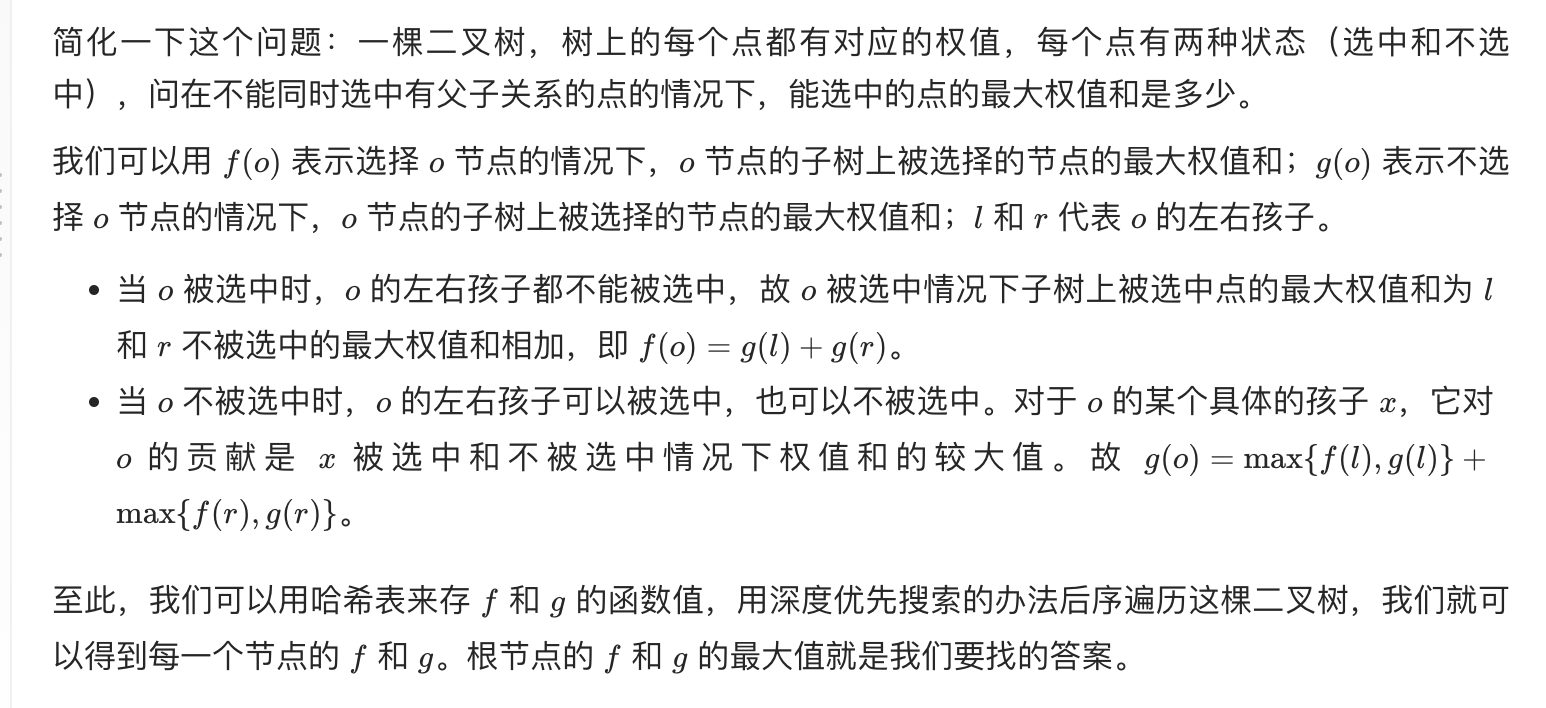 简化一下这个问题：一棵二叉树，树上的每个点都有对应的权值，每个点有两种状态（选中和不选
中），问在不能同时选中有父子关系的点的情况下，能选中的点的最大权值和是多少。
我们可以用 f(o) 表示选择 o 节点的情况下，o 节点的子树上被选择的节点的最大权值和；g(o) 表示不选
择 o 节点的情况下，o 节点的子树上被选择的节点的最大权值和；l 和 r 代表 o 的左右孩子。
• 当 o 被选中时，o 的左右孩子都不能被选中，故 o 被选中情况下子树上被选中点的最大权值和为 l
和 r 不被选中的最大权值和相加，即 f(o) = g(l) + g(r)。
• 当 o 不被选中时，o 的左右孩子可以被选中，也可以不被选中。对于 o 的某个具体的孩子 x，它对
o 的贡献是 x 被选中和不被选中情况下权值和的较大值。故 g(o) = max{f(l), g(l)} +
max{f(r), g(r)}。
至此，我们可以用哈希表来存 f 和 g 的函数值，用深度优先搜索的办法后序遍历这棵二叉树，我们就可
以得到每一个节点的 f 和 g。根节点的 f 和 g 的最大值就是我们要找的答案。